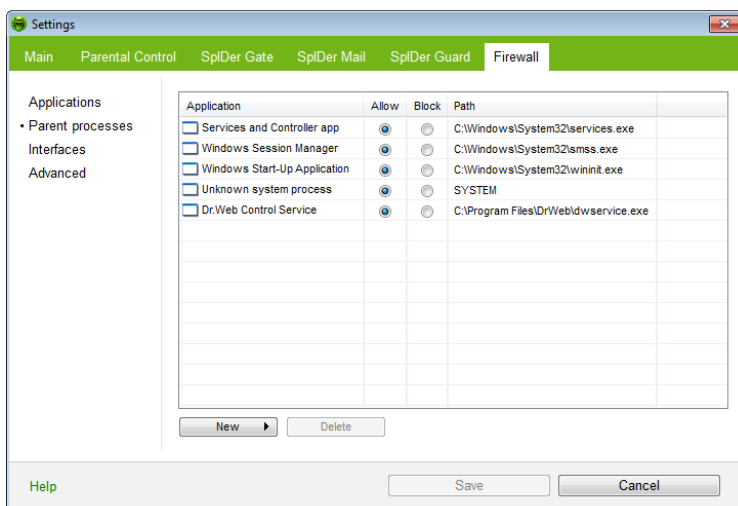 Settings
Main Parental Control SpIDer Gate SpIDer Mail SpIDer Guard Firewall
Applications
• Parent processes
Interfaces
Advanced
Application Allow Block Path
Services and Controller app C:\Windows\System32\services.exe
Windows Session Manager C:\Windows\System32\smss.exe
Windows Start-Up Application C:\Windows\System32\wininit.exe
Unknown system process SYSTEM
Dr.Web Control Service C:\Program Files\DrWeb\dwservice.exe
New Delete
Help Save Cancel